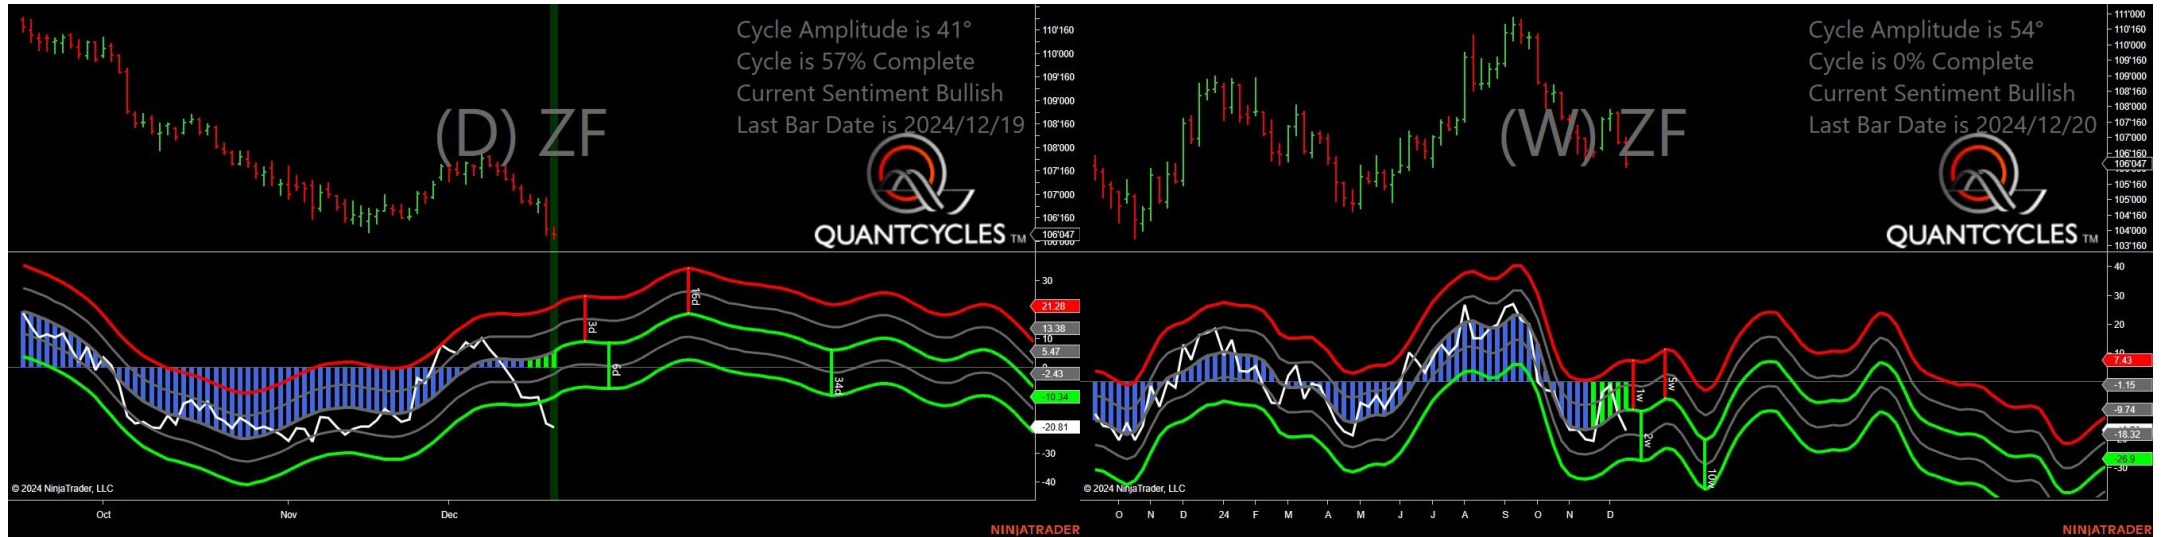 Cycle Amplitude is 41°
Cycle is 57% Complete
Current Sentiment Bullish
Last Bar Date is 2024/12/19
(D) ZF
QUANTCYCLES TM
110'160
110'000
109'160
109'000
108'160
108'000
107'160
107'000
106'160
106'047
106'000
3d
6d
16d
34d
30
21.28
13.38
10
5.47
-2.43
-10.34
-20.81
-30
-40
© 2024 NinjaTrader, LLC
Oct Nov Dec
NINJATRADER
Cycle Amplitude is 54°
Cycle is 0% Complete
Current Sentiment Bullish
Last Bar Date is 2024/12/20
(W) ZF
QUANTCYCLES TM
111'000
110'160
110'000
109'160
109'000
108'160
108'000
107'160
107'000
106'160
106'047
105'160
105'000
104'160
104'000
103'160
1w
2w
5w
10w
40
30
20
7.43
-1.15
-9.74
-18.32
-26.9
-30
© 2024 NinjaTrader, LLC
O N D 24 F M A M J J A S O N D
NINJATRADER